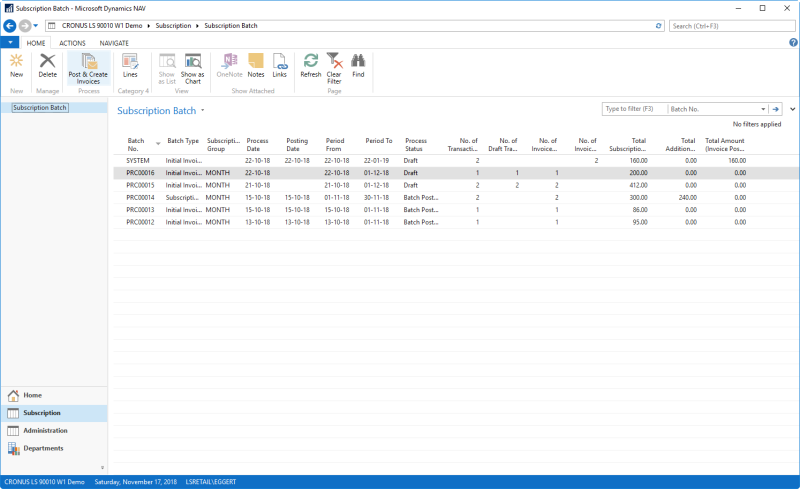 Subscription Batch - Microsoft Dynamics NAV
CRONUS LS 90010 W1 Demo Subscription Subscription Batch Search (Ctrl+F3)
HOME ACTIONS NAVIGATE
New Delete Post & Create Invoices Lines Show as List Show as Chart OneNote Notes Links Refresh Clear Filter Find
New Manage Process Category 4 View Show Attached Page
Subscription Batch
Subscription Batch Type to filter (F3) Batch No.
No filters applied
Batch No. Batch Type Subscripti... Group Process Date Posting Date Period From Period To Process Status No. of Transacti... No. of Draft Tra... No. of Invoice... No. of Invoic... Total Subscriptio... Total Addition... Total Amount (Invoice Pos...
SYSTEM Initial Invoi... 22-10-18 22-10-18 22-10-18 22-01-19 Draft 2 2 160.00 0.00 160.00
PRC00016 Initial Invoi... MONTH 22-10-18 22-10-18 01-12-18 Draft 1 1 1 200.00 0.00 0.00
PRC00015 Initial Invoi... MONTH 21-10-18 21-10-18 01-12-18 Draft 2 2 2 412.00 0.00 0.00
PRC00014 Subscripti... MONTH 15-10-18 15-10-18 01-11-18 30-11-18 Batch Post... 2 2 300.00 240.00 0.00
PRC00013 Initial Invoi... MONTH 15-10-18 15-10-18 15-10-18 01-11-18 Batch Post... 1 1 86.00 0.00 0.00
PRC00012 Initial Invoi... MONTH 13-10-18 13-10-18 13-10-18 01-11-18 Batch Post... 1 1 95.00 0.00 0.00
Home
Subscription
Administration
Departments
CRONUS LS 90010 W1 Demo Saturday, November 17, 2018 LSRETAIL\EGGERT